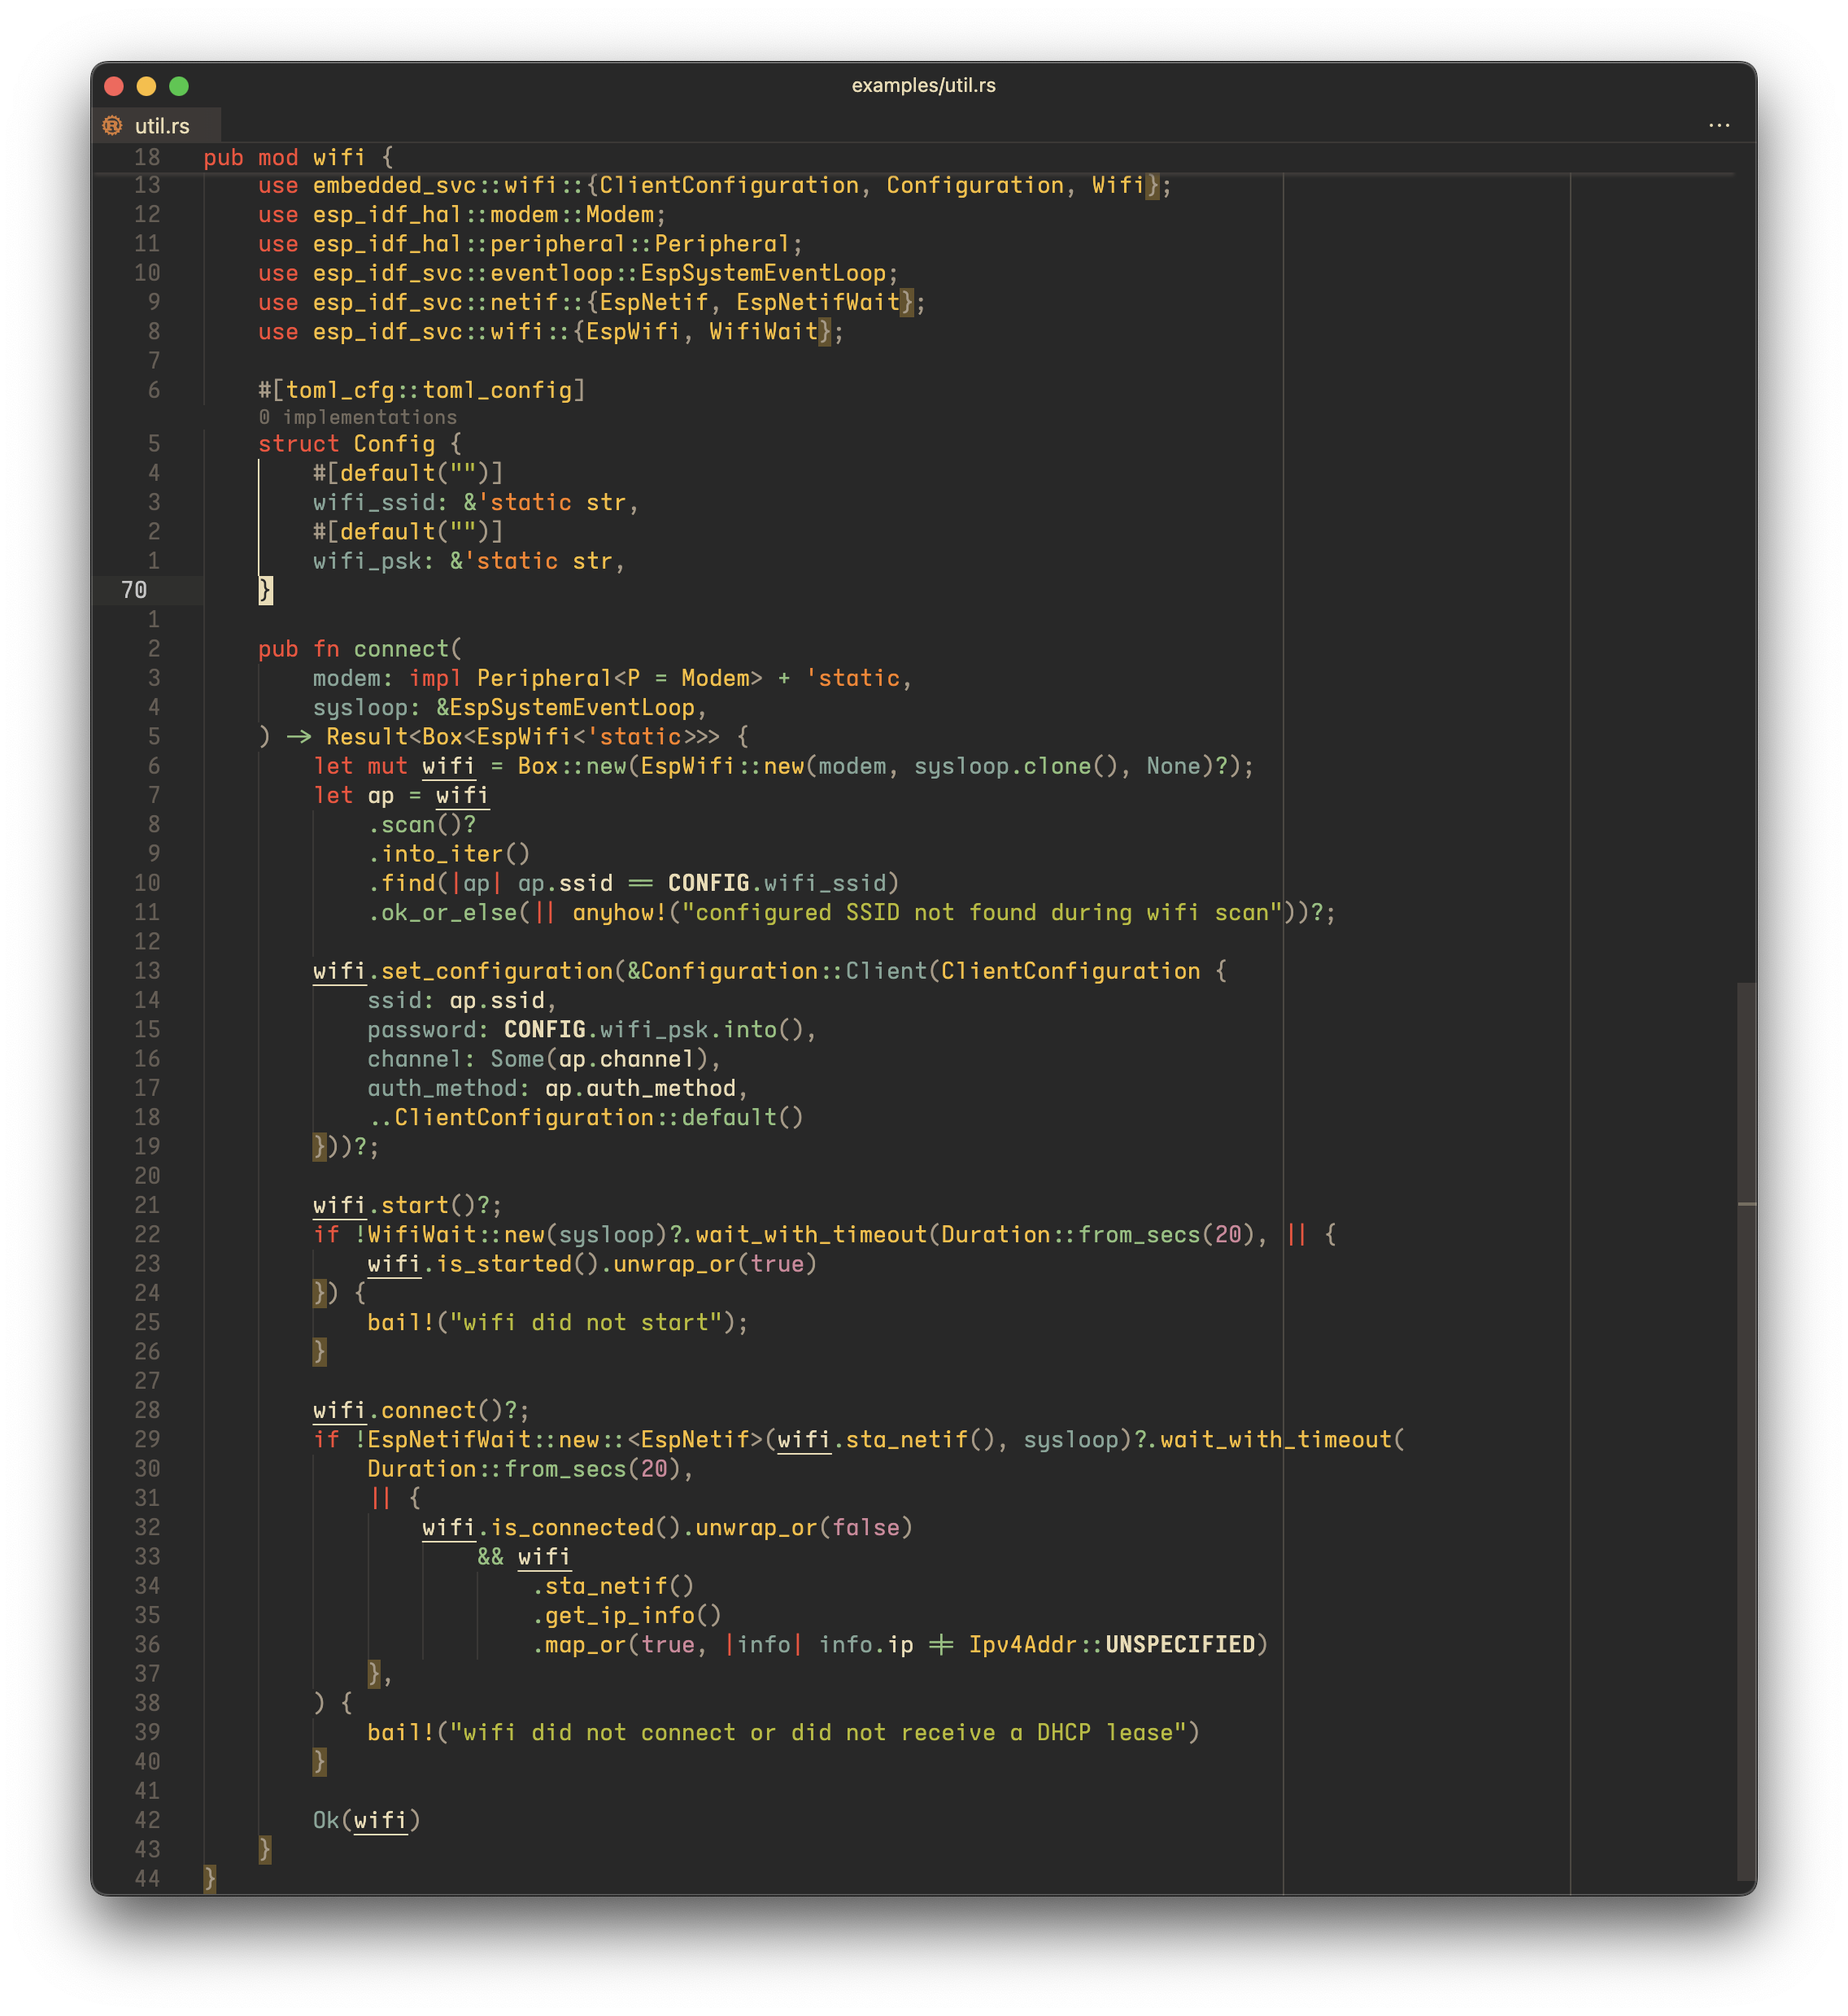 examples/util.rs
util.rs ...
18 pub mod wifi {
13 use embedded_svc::wifi::{ClientConfiguration, Configuration, Wifi};
12 use esp_idf_hal::modem::Modem;
11 use esp_idf_hal::peripheral::Peripheral;
10 use esp_idf_svc::eventloop::EspSystemEventLoop;
9 use esp_idf_svc::netif::{EspNetif, EspNetifWait};
8 use esp_idf_svc::wifi::{EspWifi, WifiWait};
7
6 #[toml_cfg::toml_config]
0 implementations
5 struct Config {
4 #[default("")]
3 wifi_ssid: &'static str,
2 #[default("")]
1 wifi_psk: &'static str,
70 }
1
2 pub fn connect(
3 modem: impl Peripheral<P = Modem> + 'static,
4 sysloop: &EspSystemEventLoop,
5 ) -> Result<Box<EspWifi<'static>>> {
6 let mut wifi = Box::new(EspWifi::new(modem, sysloop.clone(), None)?);
7 let ap = wifi
8 .scan()?
9 .into_iter()
10 .find(|ap| ap.ssid == CONFIG.wifi_ssid)
11 .ok_or_else(|| anyhow!("configured SSID not found during wifi scan"))?;
12
13 wifi.set_configuration(&Configuration::Client(ClientConfiguration {
14 ssid: ap.ssid,
15 password: CONFIG.wifi_psk.into(),
16 channel: Some(ap.channel),
17 auth_method: ap.auth_method,
18 ..ClientConfiguration::default()
19 }))?;
20
21 wifi.start()?;
22 if !WifiWait::new(sysloop)?.wait_with_timeout(Duration::from_secs(20), || {
23 wifi.is_started().unwrap_or(true)
24 }) {
25 bail!("wifi did not start");
26 }
27
28 wifi.connect()?;
29 if !EspNetifWait::new::<EspNetif>(wifi.sta_netif(), sysloop)?.wait_with_timeout(
30 Duration::from_secs(20),
31 || {
32 wifi.is_connected().unwrap_or(false)
33 && wifi
34 .sta_netif()
35 .get_ip_info()
36 .map_or(true, |info| info.ip != Ipv4Addr::UNSPECIFIED)
37 },
38 ) {
39 bail!("wifi did not connect or did not receive a DHCP lease")
40 }
41
42 Ok(wifi)
43 }
44 }